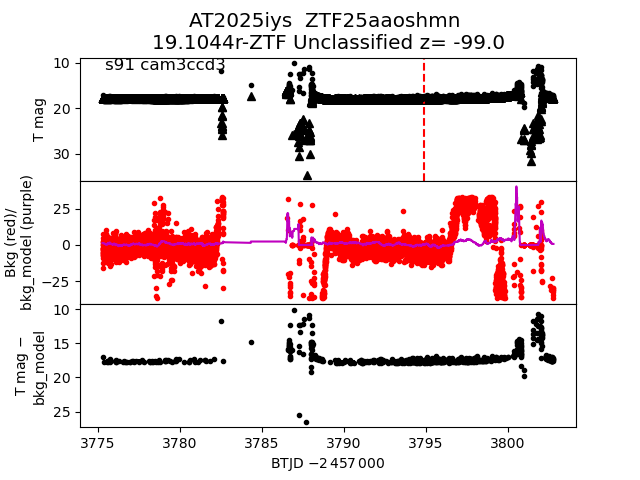 AT2025iys ZTF25aaoshmn
19.1044r-ZTF Unclassified z= -99.0
s91 cam3ccd3
10
20
30
T mag
25
0
−25
Bkg (red)/
bkg_model (purple)
10
15
20
25
T mag −
bkg_model
3775 3780 3785 3790 3795 3800
BTJD −2 457 000